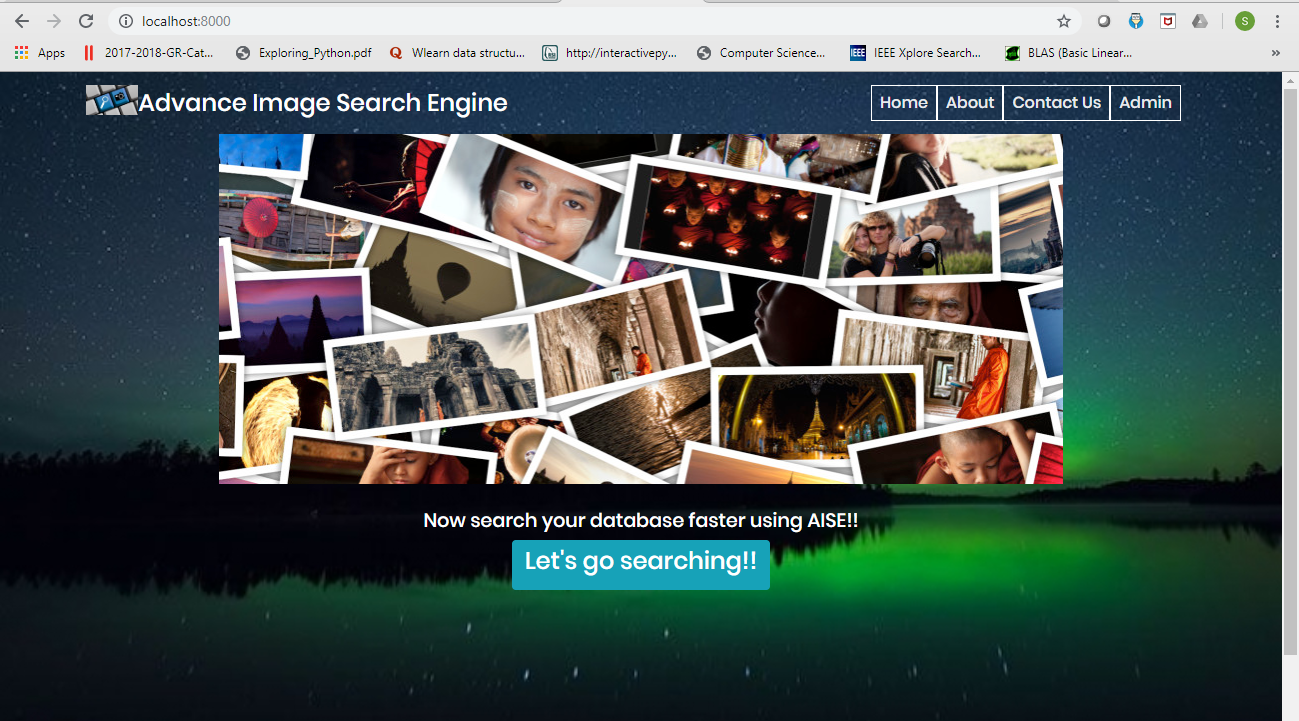 localhost:8000
S
Apps 2017-2018-GR-Cat... Exploring_Python.pdf Wlearn data structu... http://interactivepy... Computer Science... IEEE IEEE Xplore Search... BLAS (Basic Linear... »
Advance Image Search Engine
Home About Contact Us Admin
Now search your database faster using AISE!!
Let's go searching!!